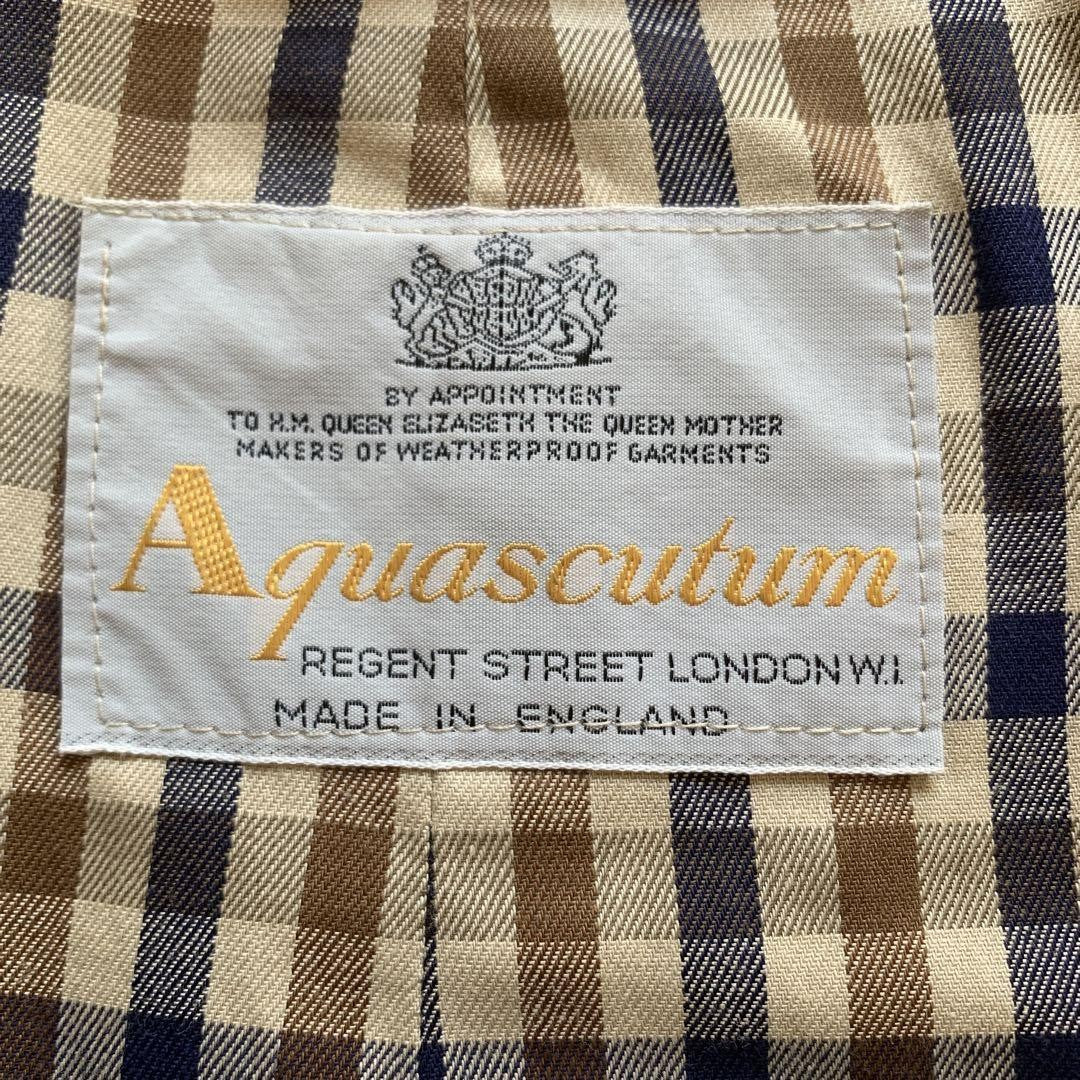 BY APPOINTMENT
TO H.M. QUEEN ELIZABETH THE QUEEN MOTHER
MAKERS OF WEATHERPROOF GARMENTS
Aquascutum
REGENT STREET LONDON W.1.
MADE IN ENGLAND